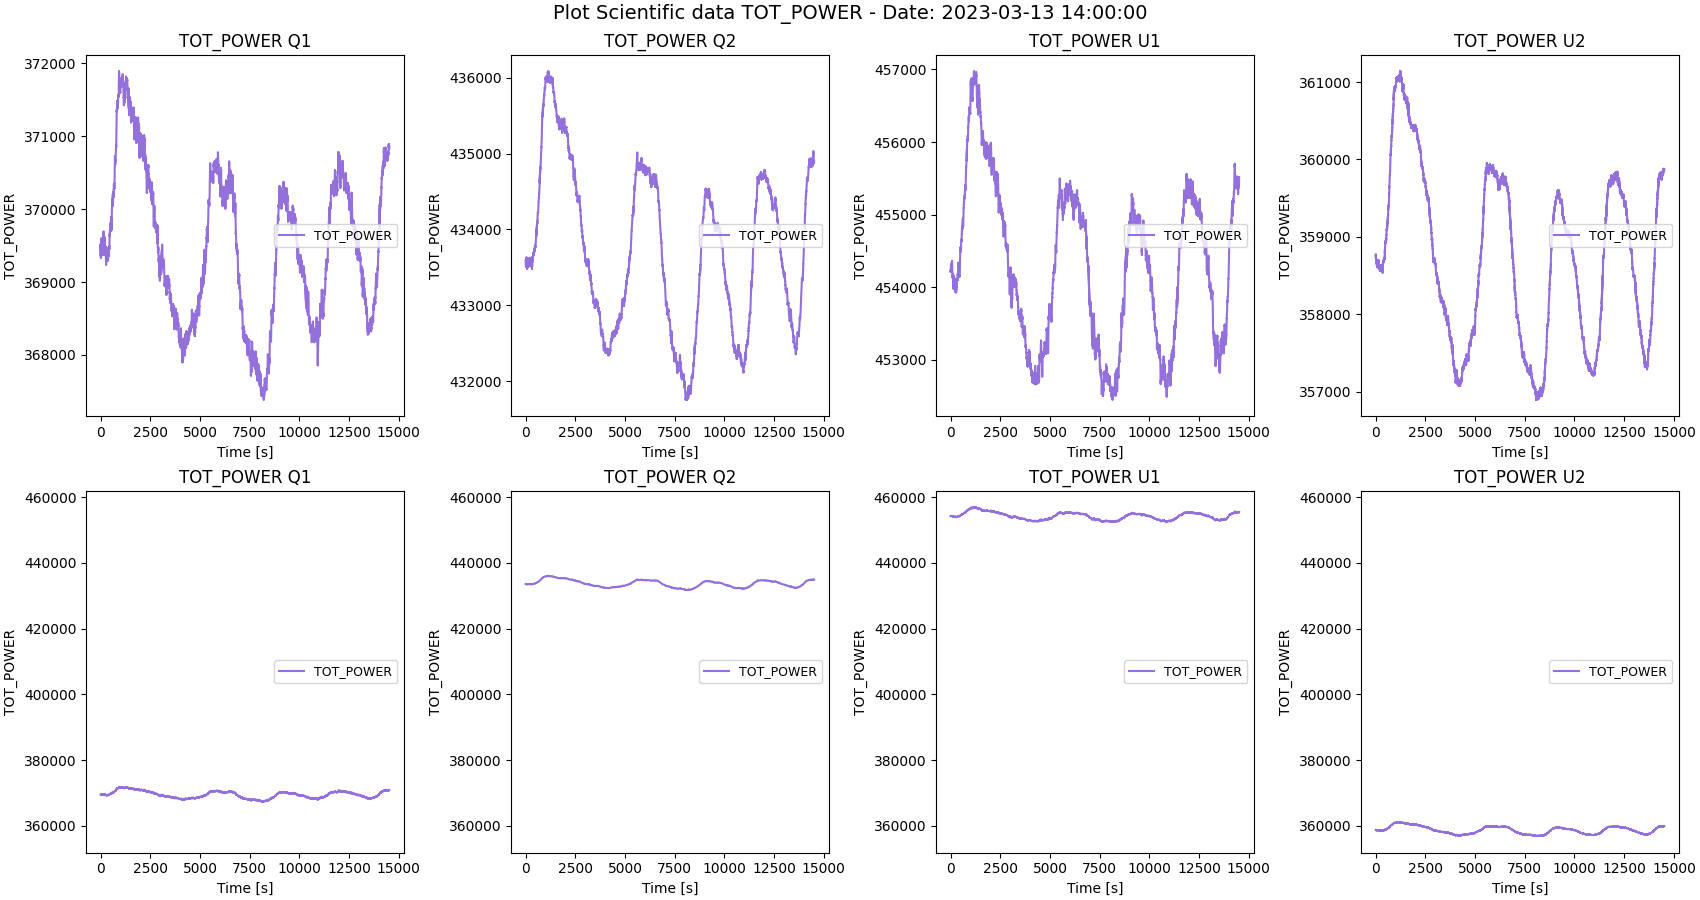 Plot Scientific data TOT_POWER - Date: 2023-03-13 14:00:00
TOT_POWER Q1
TOT_POWER
372000
371000
370000
369000
368000
TOT_POWER
0 2500 5000 7500 10000 12500 15000
Time [s]
TOT_POWER Q2
TOT_POWER
436000
435000
434000
433000
432000
TOT_POWER
0 2500 5000 7500 10000 12500 15000
Time [s]
TOT_POWER U1
TOT_POWER
457000
456000
455000
454000
453000
TOT_POWER
0 2500 5000 7500 10000 12500 15000
Time [s]
TOT_POWER U2
TOT_POWER
361000
360000
359000
358000
357000
TOT_POWER
0 2500 5000 7500 10000 12500 15000
Time [s]
TOT_POWER Q1
TOT_POWER
460000
440000
420000
400000
380000
360000
TOT_POWER
0 2500 5000 7500 10000 12500 15000
Time [s]
TOT_POWER Q2
TOT_POWER
460000
440000
420000
400000
380000
360000
TOT_POWER
0 2500 5000 7500 10000 12500 15000
Time [s]
TOT_POWER U1
TOT_POWER
460000
440000
420000
400000
380000
360000
TOT_POWER
0 2500 5000 7500 10000 12500 15000
Time [s]
TOT_POWER U2
TOT_POWER
460000
440000
420000
400000
380000
360000
TOT_POWER
0 2500 5000 7500 10000 12500 15000
Time [s]